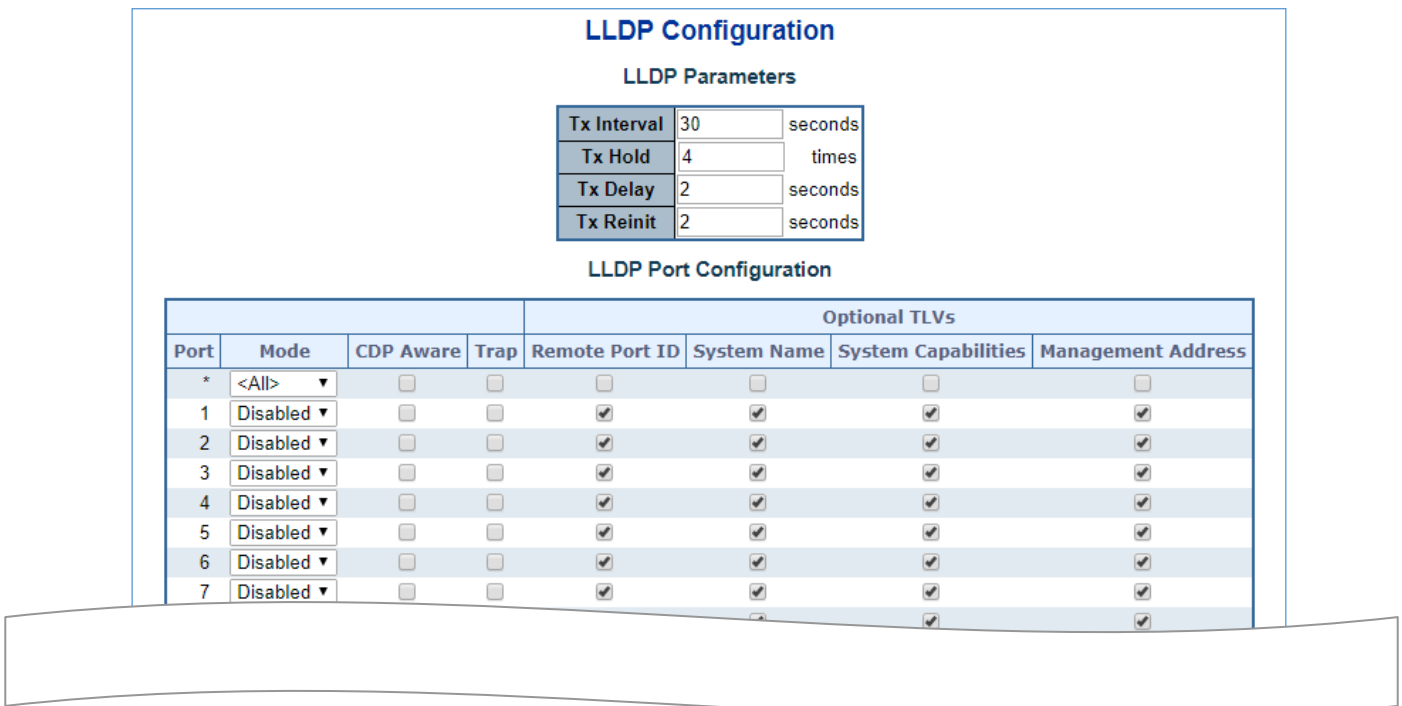 LLDP Configuration
LLDP Parameters
Tx Interval 30 seconds
Tx Hold 4 times
Tx Delay 2 seconds
Tx Reinit 2 seconds
LLDP Port Configuration
Optional TLVs
Port Mode CDP Aware Trap Remote Port ID System Name System Capabilities Management Address
* <All>
1 Disabled
2 Disabled
3 Disabled
4 Disabled
5 Disabled
6 Disabled
7 Disabled